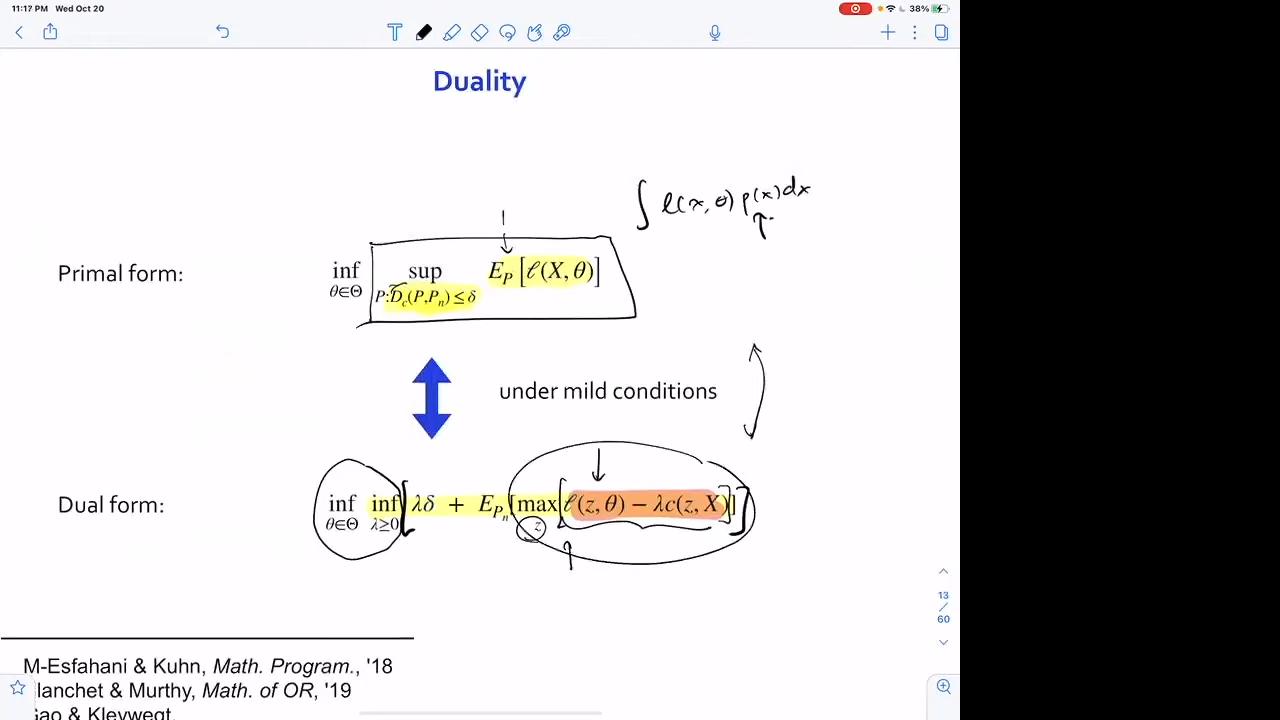 11:17 PM Wed Oct 20
38%
Duality
∫ ℓ(x, θ) p(x) dx
Primal form: inf θ∈Θ sup P:D_c(P,P_n) ≤ δ E_P [ℓ(X, θ)]
under mild conditions
Dual form: inf θ∈Θ inf λ≥0 [λδ + E_{P_n}[max z [ℓ(z, θ) − λc(z, X)]]]
13
/
60
M-Esfahani & Kuhn, Math. Program., '18
lanchet & Murthy, Math. of OR, '19
Gao & Kleywegt,